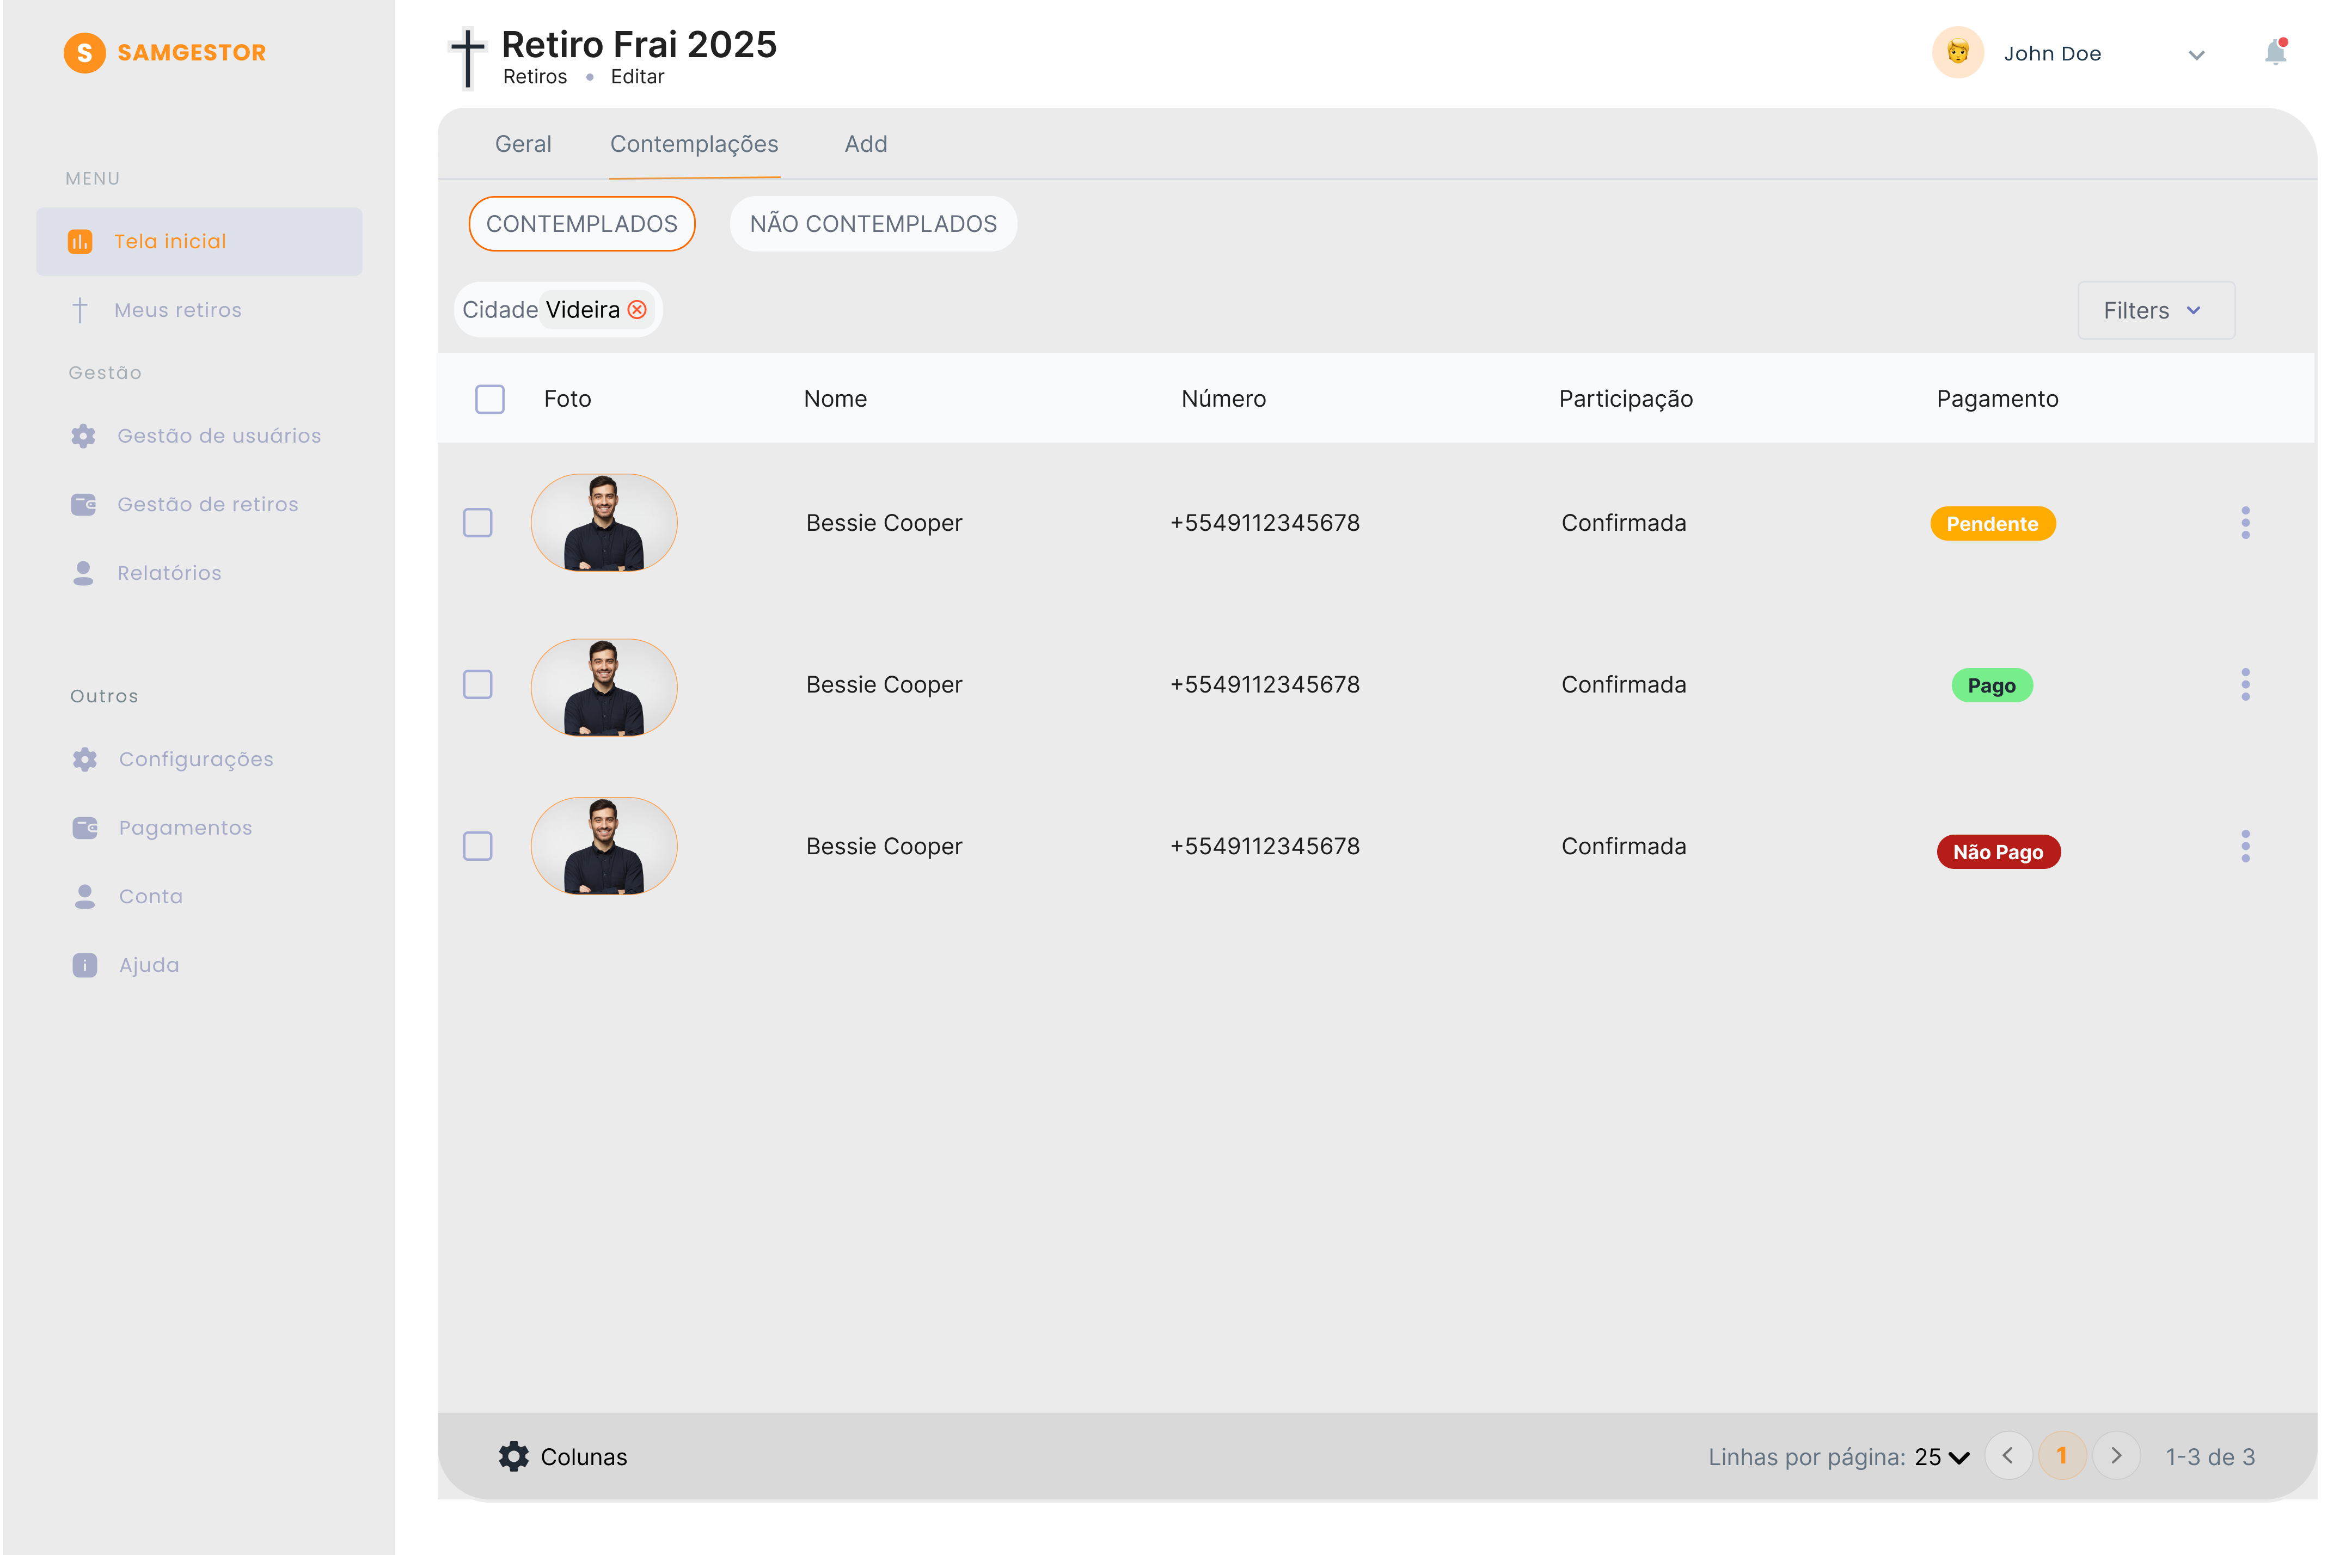 S SAMGESTOR
MENU
Tela inicial
Meus retiros
Gestão
Gestão de usuários
Gestão de retiros
Relatórios
Outros
Configurações
Pagamentos
Conta
Ajuda
Retiro Frai 2025
Retiros • Editar
John Doe
Geral Contemplações Add
CONTEMPLADOS NÃO CONTEMPLADOS
Cidade Videira
Filters
Foto Nome Número Participação Pagamento
Bessie Cooper +5549112345678 Confirmada Pendente
Bessie Cooper +5549112345678 Confirmada Pago
Bessie Cooper +5549112345678 Confirmada Não Pago
Colunas
Linhas por página: 25 1 1-3 de 3